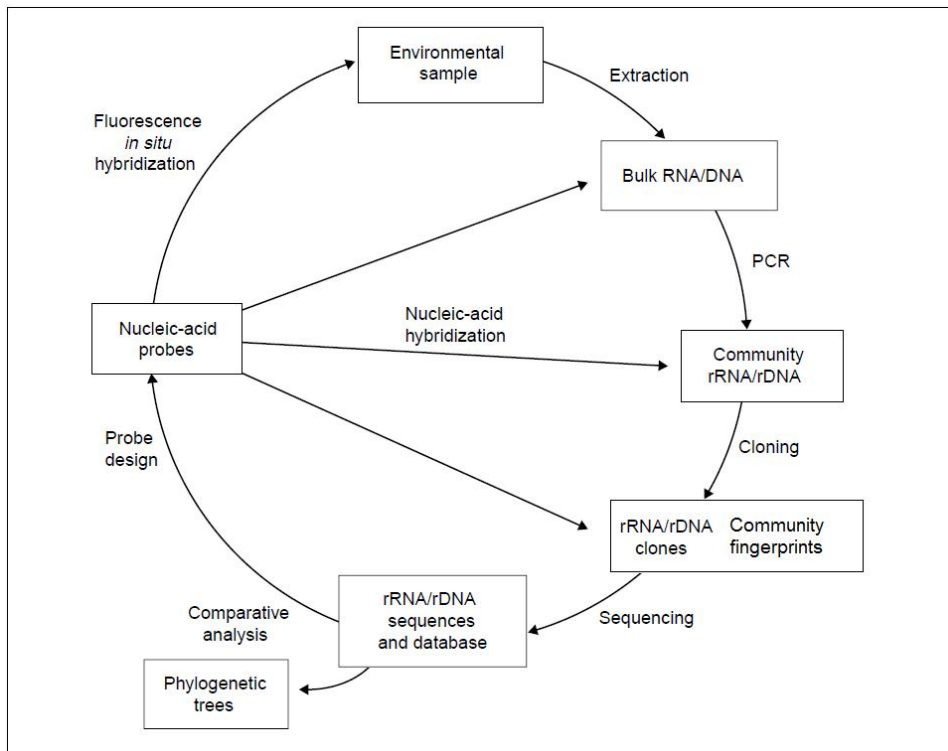 Environmental
sample
Extraction
Fluorescence
in situ
hybridization
Bulk RNA/DNA
PCR
Nucleic-acid
hybridization
Nucleic-acid
probes
Community
rRNA/rDNA
Probe
design
Cloning
rRNA/rDNA
clones
Community
fingerprints
rRNA/rDNA
sequences
and database
Sequencing
Comparative
analysis
Phylogenetic
trees